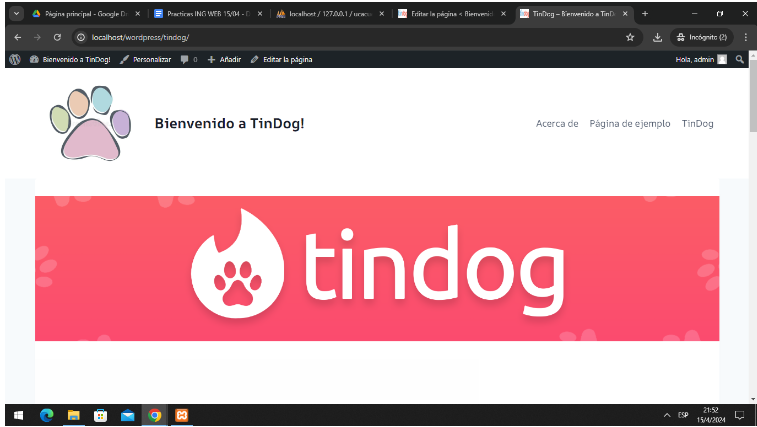 Página principal - Google D
Practicas ING WEB 15/04 - D
localhost / 127.0.0.1 / ucasa
Editar la página < Bienvenid
TinDog – Bienvenido a TinD
localhost/wordpress/tindog/
Incógnito (2)
Bienvenido a TinDog!
Personalizar
0
Añadir
Editar la página
Hola, admin
Bienvenido a TinDog!
Acerca de
Página de ejemplo
TinDog
tindog
ESP
21:52
15/4/2024